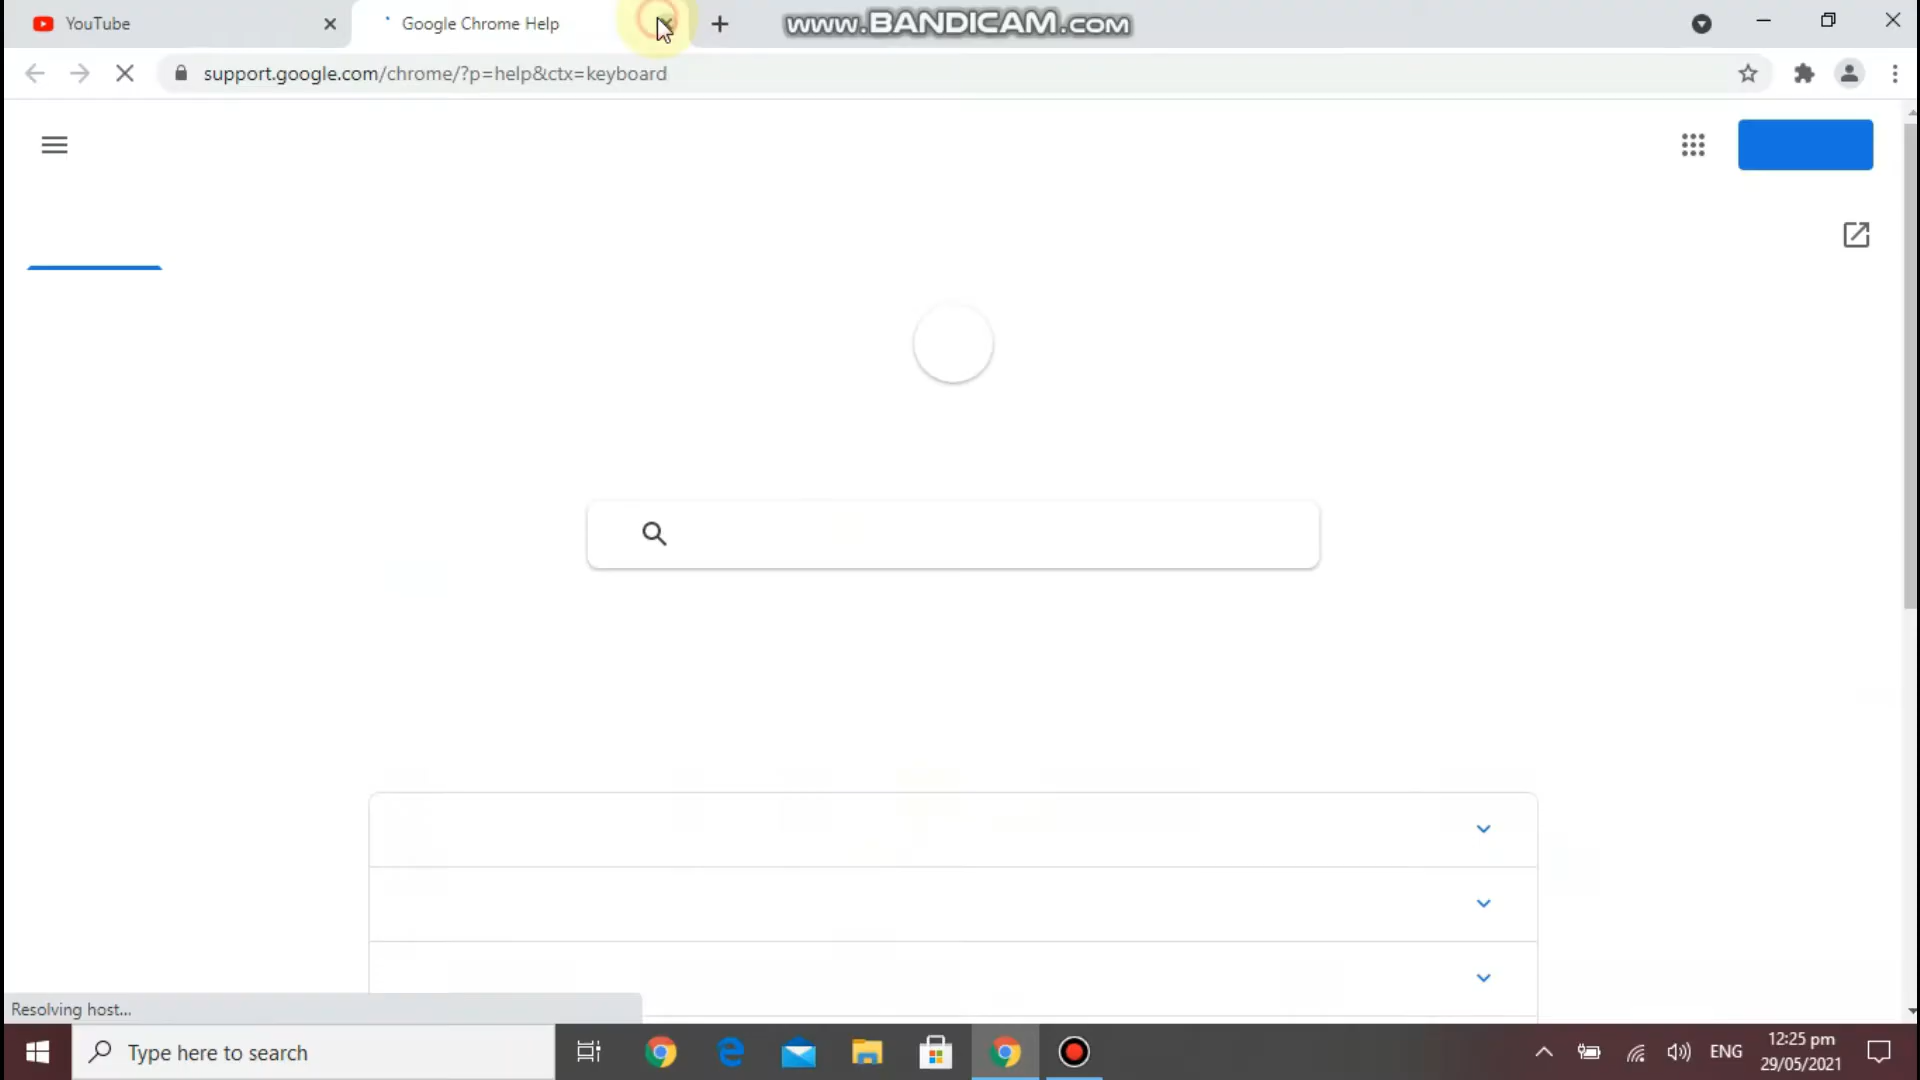 YouTube
Google Chrome Help
www.BANDICAM.com
support.google.com/chrome/?p=help&ctx=keyboard
Resolving host...
Type here to search
ENG
12:25 pm
29/05/2021